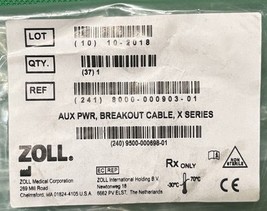 LOT
(10) 10-2018
QTY.
(37) 1
REF
(241) 8000-000903-01
AUX PWR, BREAKOUT CABLE, X SERIES
(240) 9500-000698-01
ZOLL.
EC REP
Rx ONLY
NON STERILE
-30°C
70°C
ZOLL Medical Corporation
269 Mill Road
Chelmsford, MA 01824-4105 U.S.A.
ZOLL International Holding B.V.
Newtonweg 18
6662 PV ELST, The Netherlands